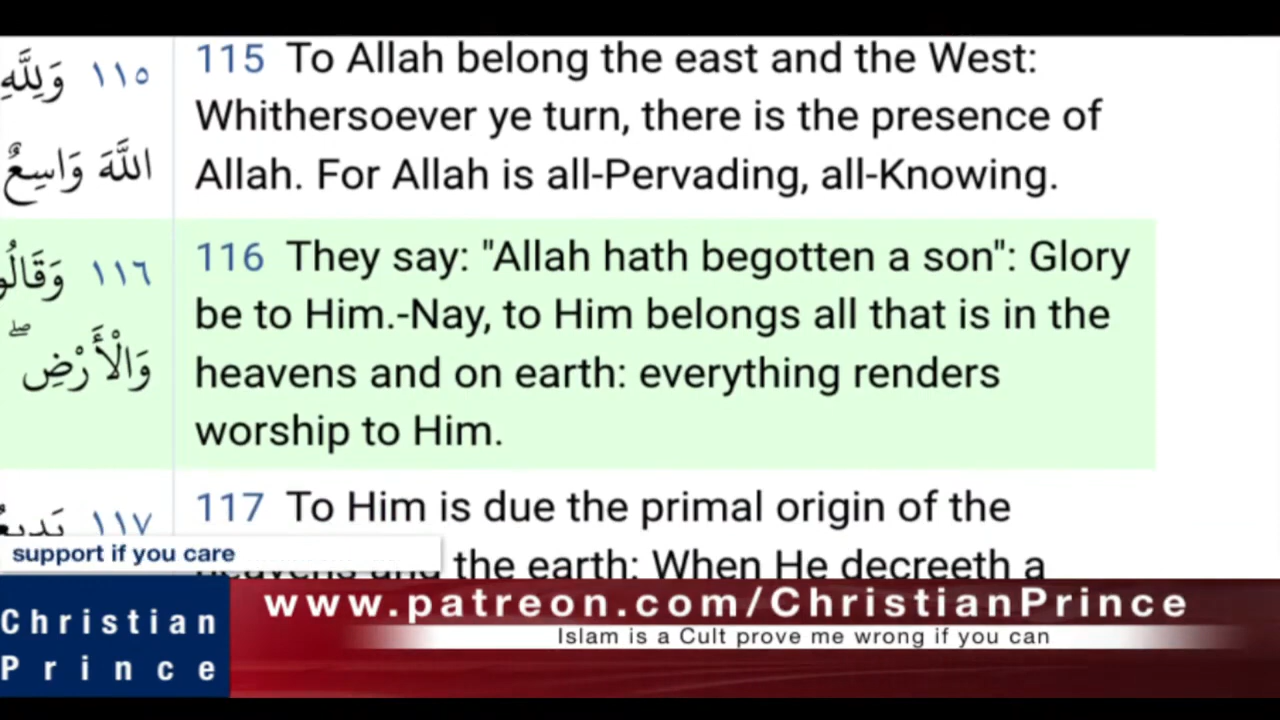 115 To Allah belong the east and the West:
Whithersoever ye turn, there is the presence of
Allah. For Allah is all-Pervading, all-Knowing.
١١٥ وَلِلَّهِ
اللَّهَ وَاسِعٌ
116 They say: "Allah hath begotten a son": Glory
be to Him.-Nay, to Him belongs all that is in the
heavens and on earth: everything renders
worship to Him.
١١٦
وَالْأَرْضِ ۖ
117 To Him is due the primal origin of the
heavens and the earth: When He decreeth a
١١٧
support if you care
Christian
Prince
www.patreon.com/ChristianPrince
Islam is a Cult prove me wrong if you can